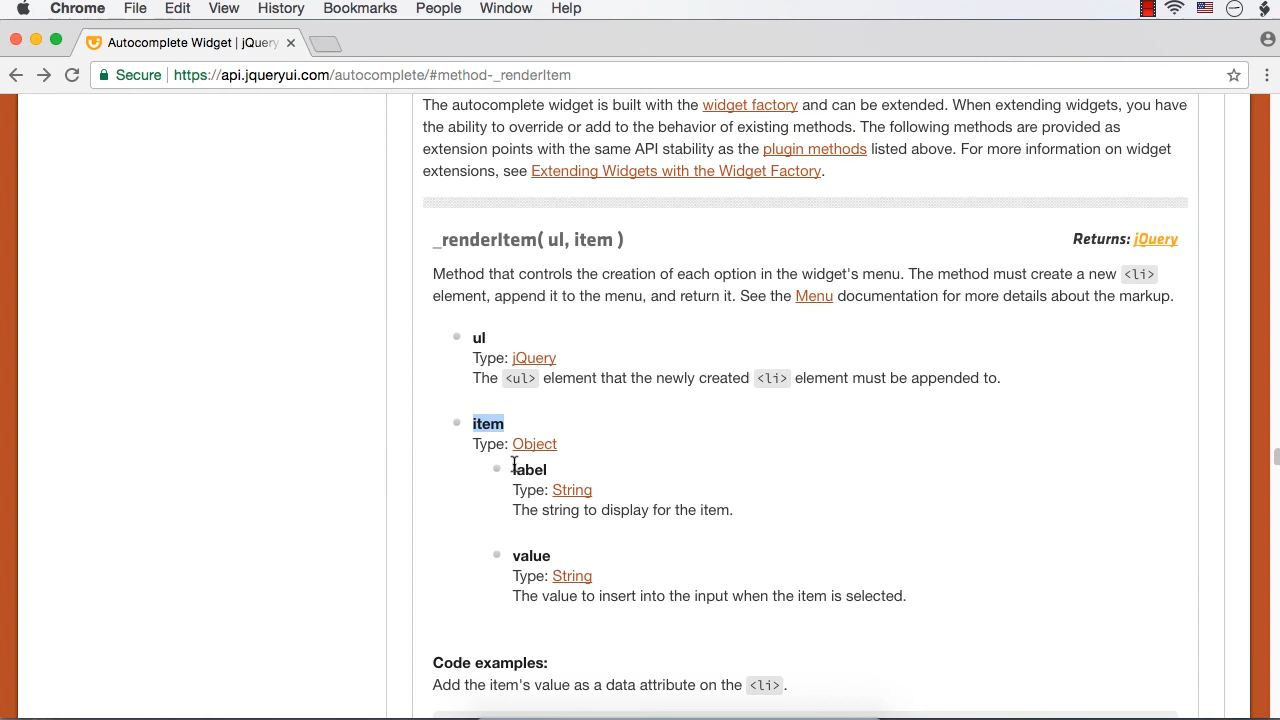 Chrome File Edit View History Bookmarks People Window Help
Autocomplete Widget | jQuery
Secure https://api.jqueryui.com/autocomplete/#method-_renderItem
The autocomplete widget is built with the widget factory and can be extended. When extending widgets, you have
the ability to override or add to the behavior of existing methods. The following methods are provided as
extension points with the same API stability as the plugin methods listed above. For more information on widget
extensions, see Extending Widgets with the Widget Factory.
_renderItem( ul, item ) Returns: jQuery
Method that controls the creation of each option in the widget's menu. The method must create a new <li>
element, append it to the menu, and return it. See the Menu documentation for more details about the markup.
ul
Type: jQuery
The <ul> element that the newly created <li> element must be appended to.
item
Type: Object
label
Type: String
The string to display for the item.
value
Type: String
The value to insert into the input when the item is selected.
Code examples:
Add the item's value as a data attribute on the <li>.